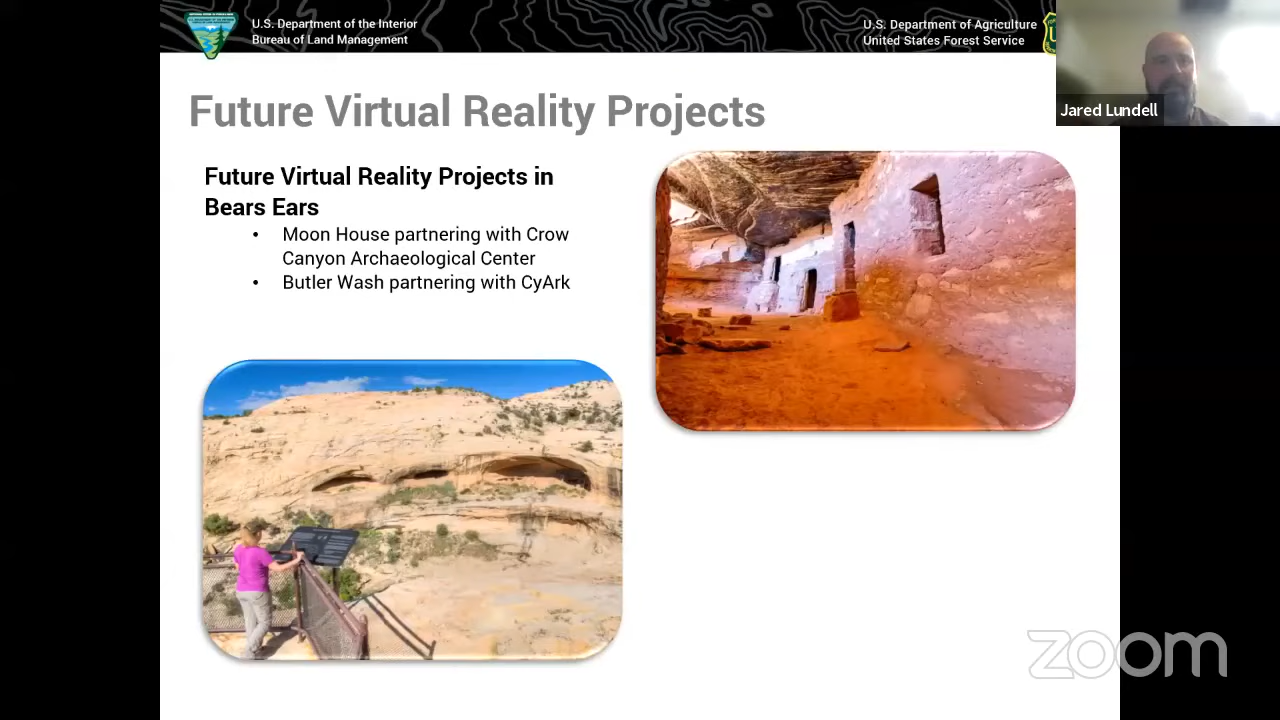 U.S. Department of the Interior
Bureau of Land Management
U.S. Department of Agriculture
United States Forest Service
Jared Lundell
Future Virtual Reality Projects
Future Virtual Reality Projects in
Bears Ears
• Moon House partnering with Crow
Canyon Archaeological Center
• Butler Wash partnering with CyArk
zoom